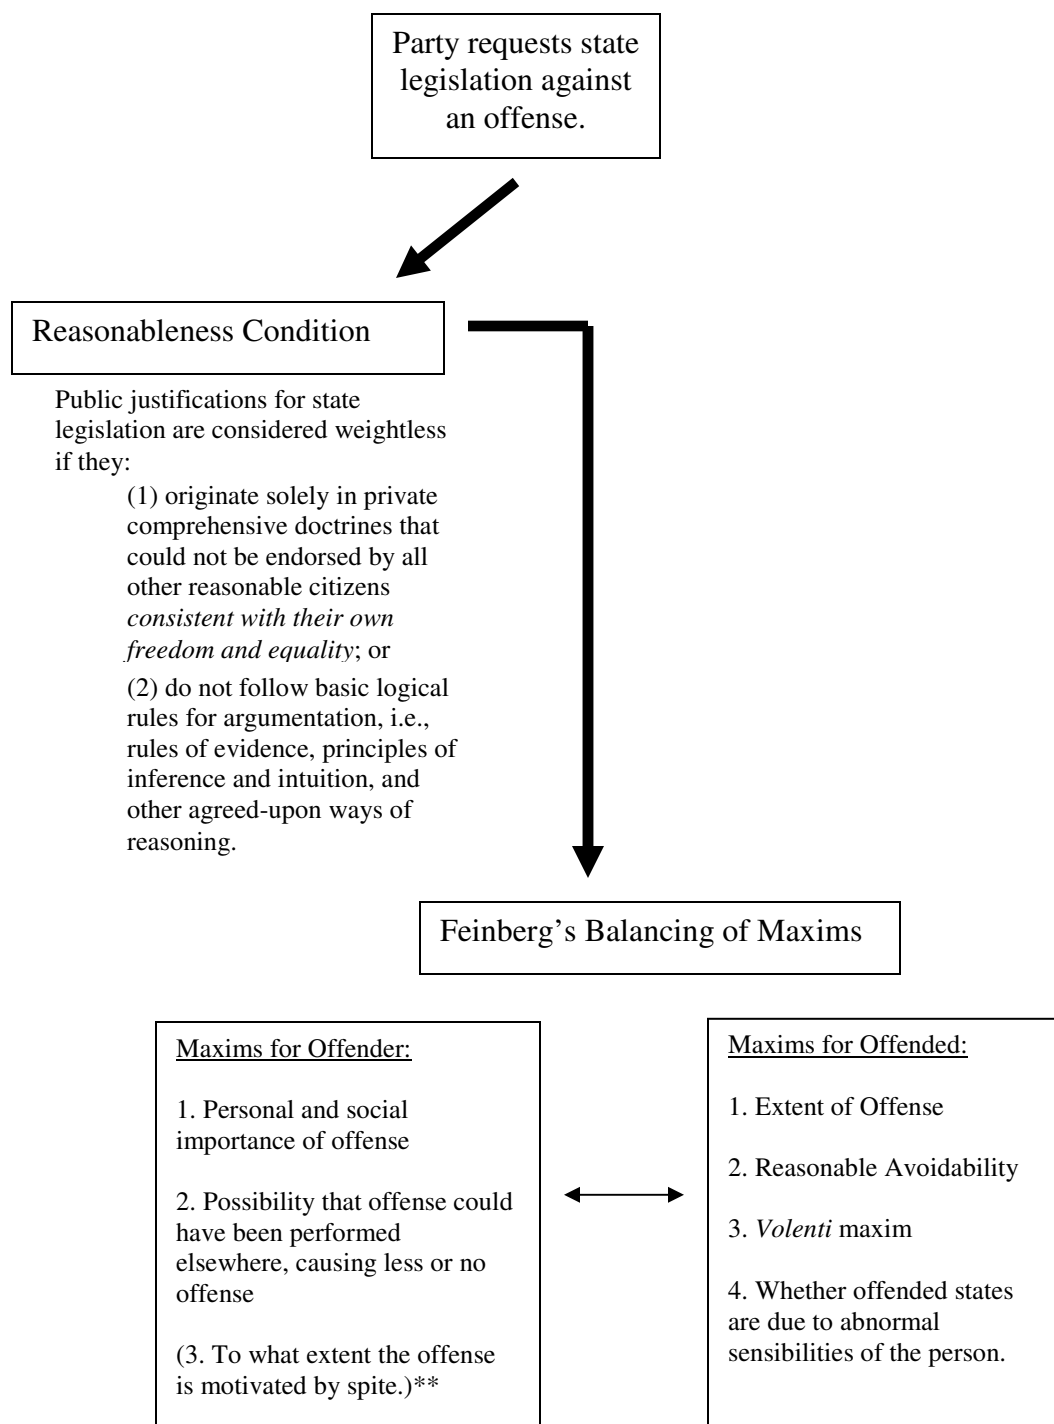 Party requests state
legislation against
an offense.
Reasonableness Condition
Public justifications for state
legislation are considered weightless
if they:
(1) originate solely in private
comprehensive doctrines that
could not be endorsed by all
other reasonable citizens
consistent with their own
freedom and equality; or
(2) do not follow basic logical
rules for argumentation, i.e.,
rules of evidence, principles of
inference and intuition, and
other agreed-upon ways of
reasoning.
Feinberg’s Balancing of Maxims
Maxims for Offender:
1. Personal and social
importance of offense
2. Possibility that offense could
have been performed
elsewhere, causing less or no
offense
(3. To what extent the offense
is motivated by spite.)**
Maxims for Offended:
1. Extent of Offense
2. Reasonable Avoidability
3. Volenti maxim
4. Whether offended states
are due to abnormal
sensibilities of the person.